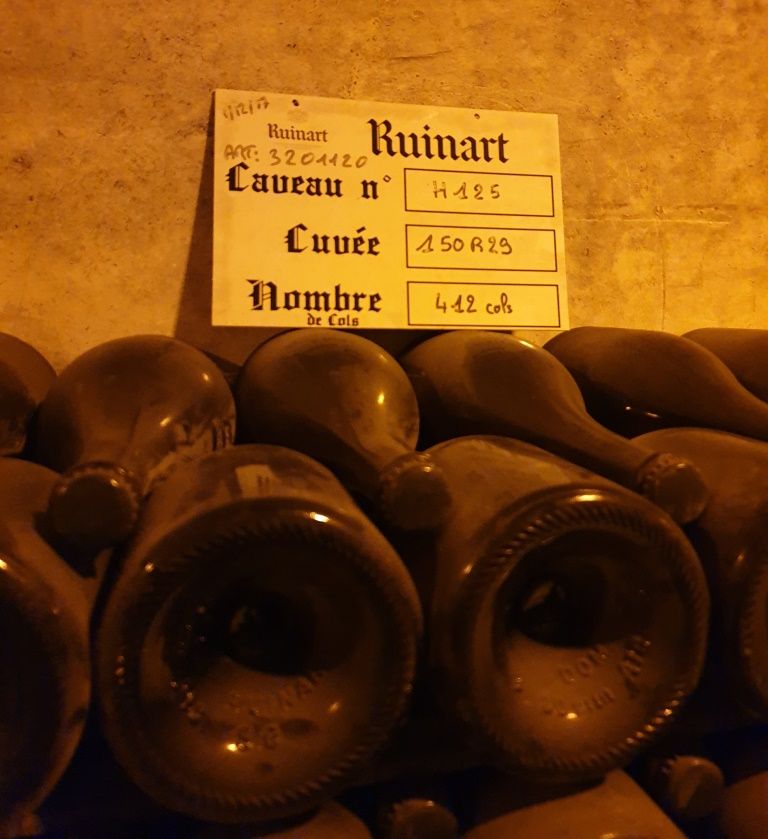 Ruinart Ruinart
ART: 3201120
Caveau n° H125
Cuvée 150R29
Nombre 412 cols
de Cols